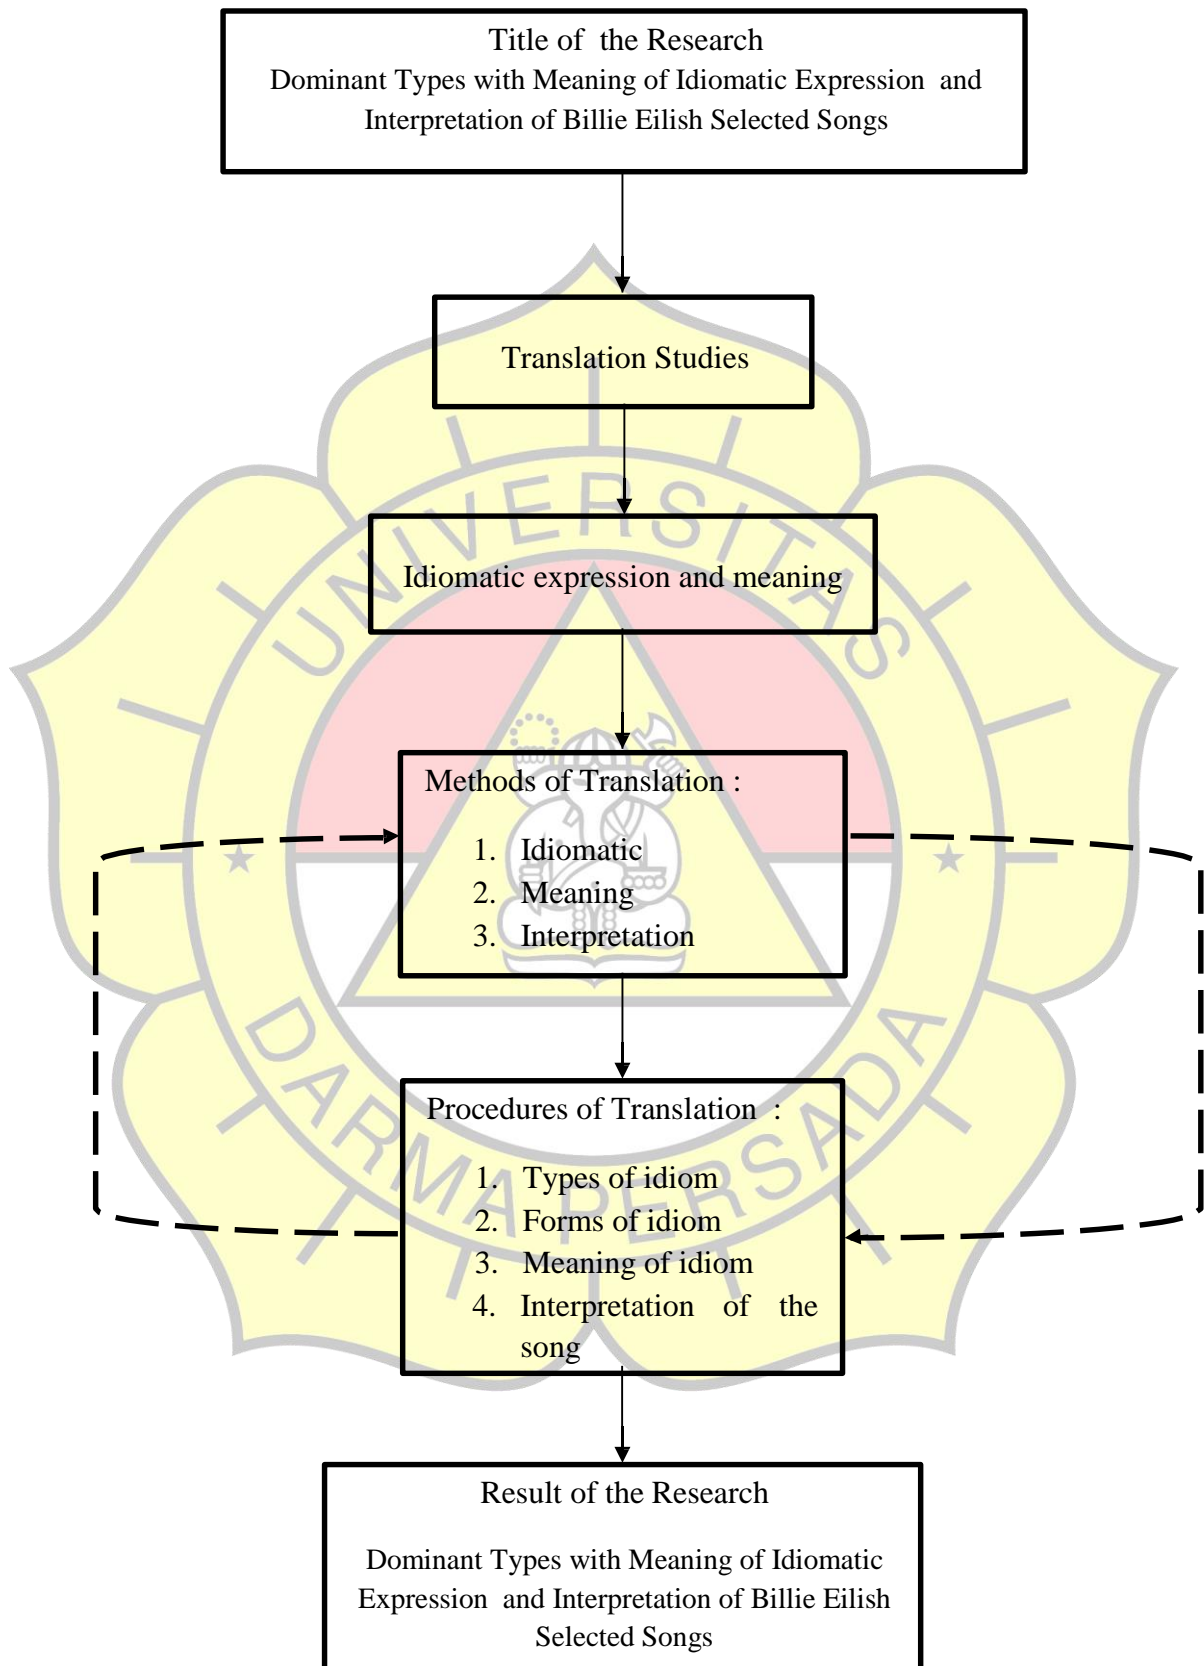 Title of the Research
Dominant Types with Meaning of Idiomatic Expression and
Interpretation of Billie Eilish Selected Songs
Translation Studies
UNIVERSITAS
Idiomatic expression and meaning
Methods of Translation :
1. Idiomatic
2. Meaning
3. Interpretation
DARMA PERSADA
Procedures of Translation :
1. Types of idiom
2. Forms of idiom
3. Meaning of idiom
4. Interpretation of the
song
Result of the Research
Dominant Types with Meaning of Idiomatic
Expression and Interpretation of Billie Eilish
Selected Songs